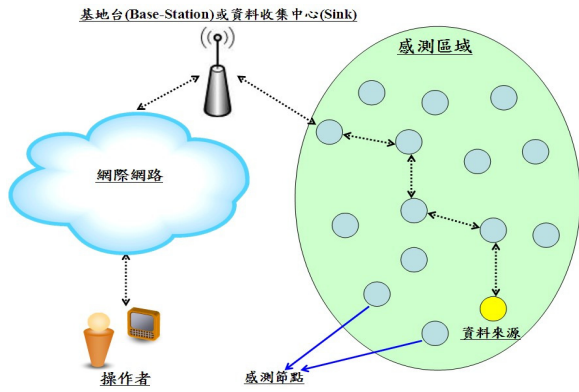 基地台(Base-Station)或資料收集中心(Sink)
感測區域
網際網路
資料來源
操作者
感測節點